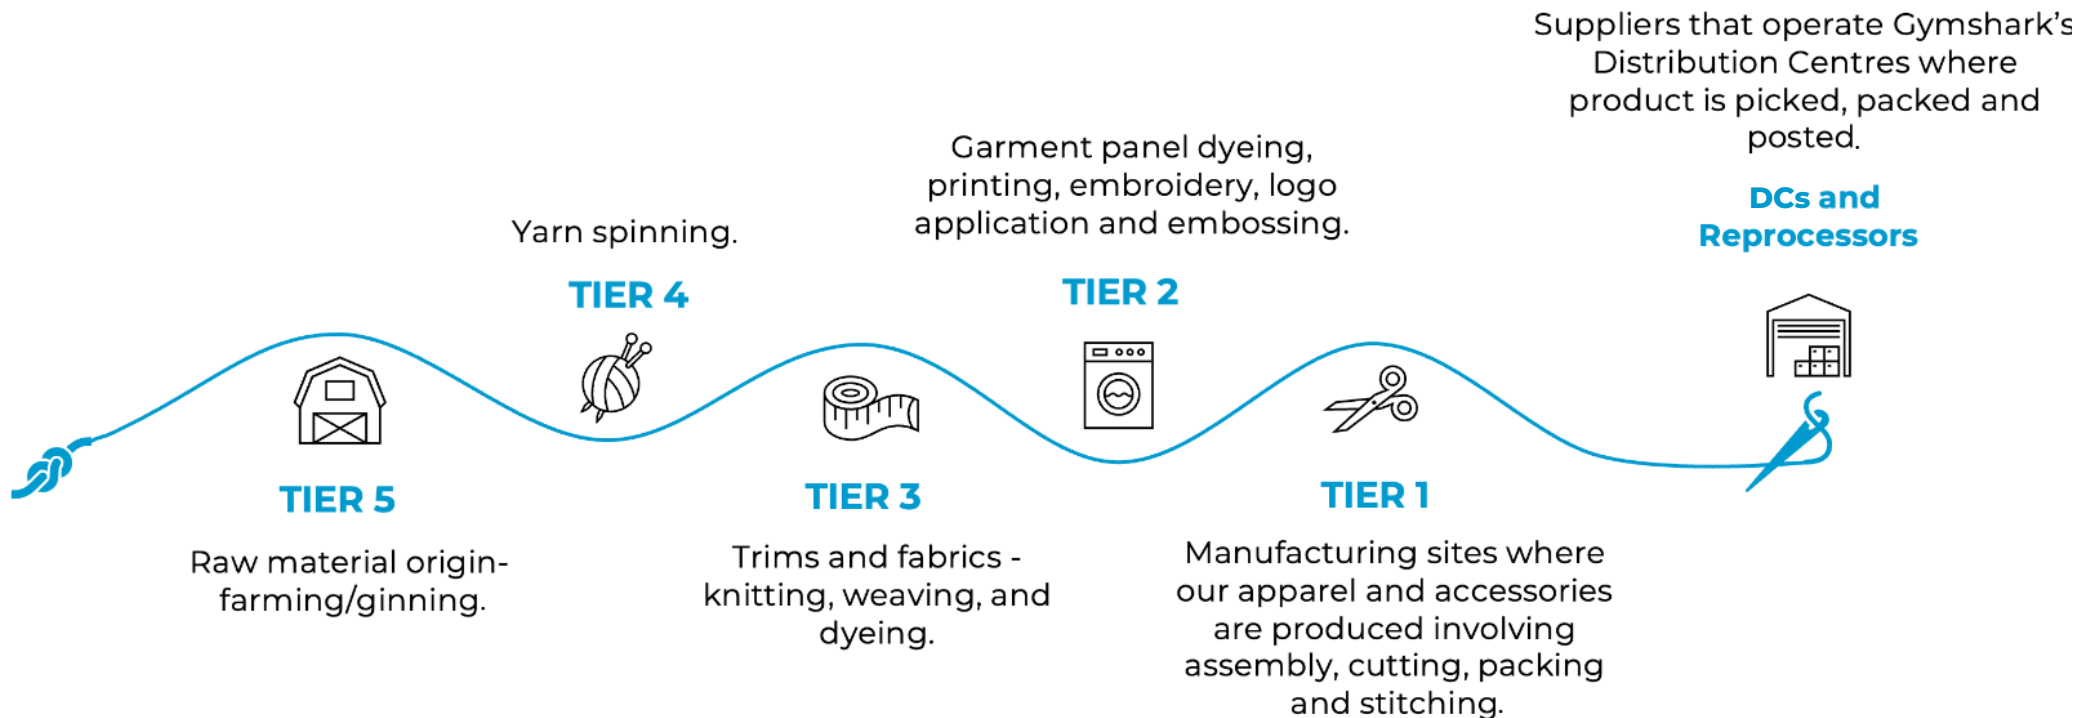 Raw material origin-
farming/ginning.
TIER 5
Yarn spinning.
TIER 4
TIER 3
Trims and fabrics -
knitting, weaving, and
dyeing.
Garment panel dyeing,
printing, embroidery, logo
application and embossing.
TIER 2
TIER 1
Manufacturing sites where
our apparel and accessories
are produced involving
assembly, cutting, packing
and stitching.
Suppliers that operate Gymshark's
Distribution Centres where
product is picked, packed and
posted.
DCs and
Reprocessors